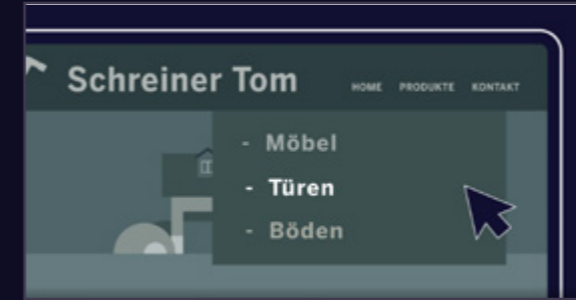 Schreiner Tom
HOME PRODUKTE KONTAKT
- Möbel
- Türen
- Böden